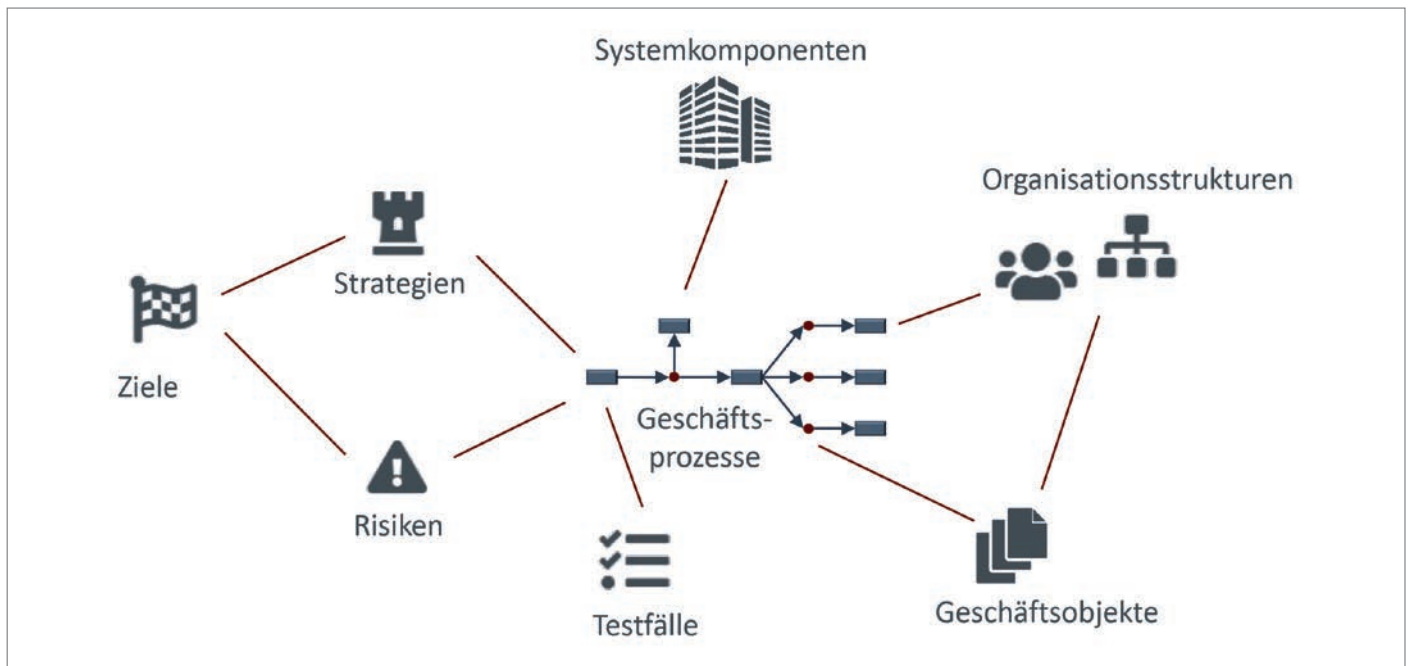 Systemkomponenten
Organisationsstrukturen
Strategien
Ziele
Geschäfts-
prozesse
Risiken
Testfälle
Geschäftsobjekte